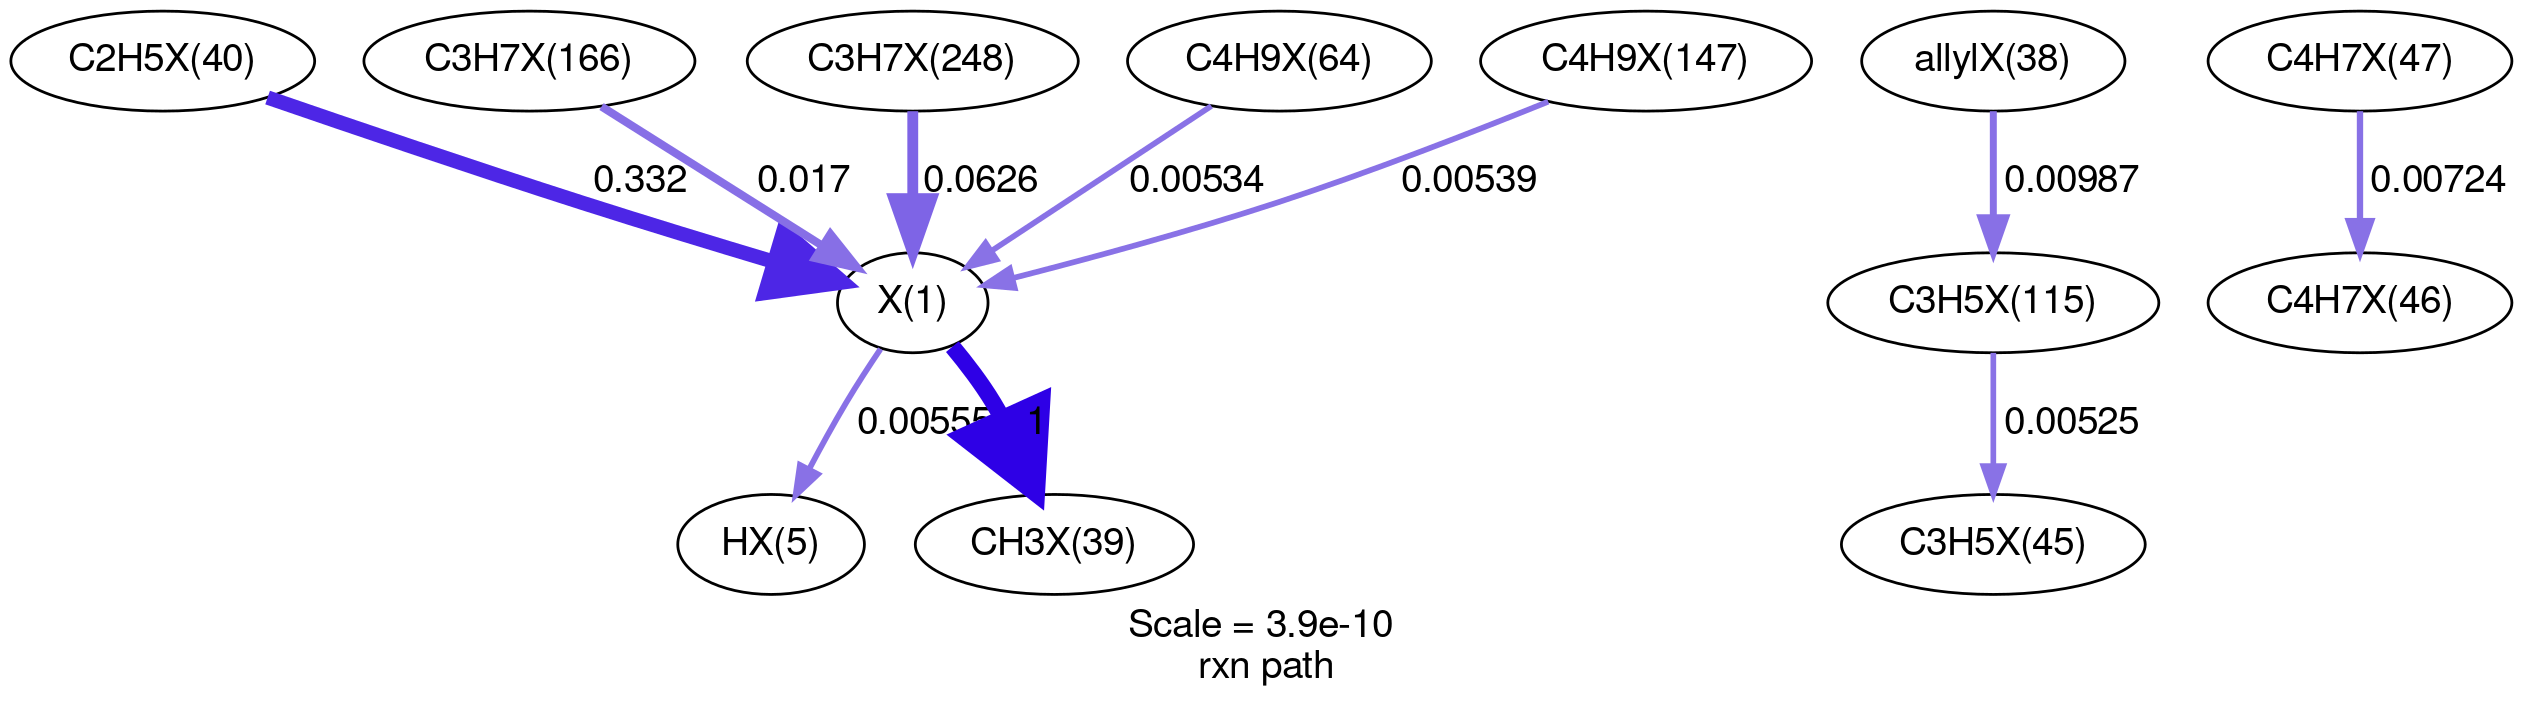 C2H5X(40)
C3H7X(166)
C3H7X(248)
C4H9X(64)
C4H9X(147)
allylX(38)
C4H7X(47)
0.332
0.017
0.0626
0.00534
0.00539
0.00987
0.00724
X(1)
C3H5X(115)
C4H7X(46)
0.00555
1
0.00525
HX(5)
CH3X(39)
C3H5X(45)
Scale = 3.9e-10
rxn path